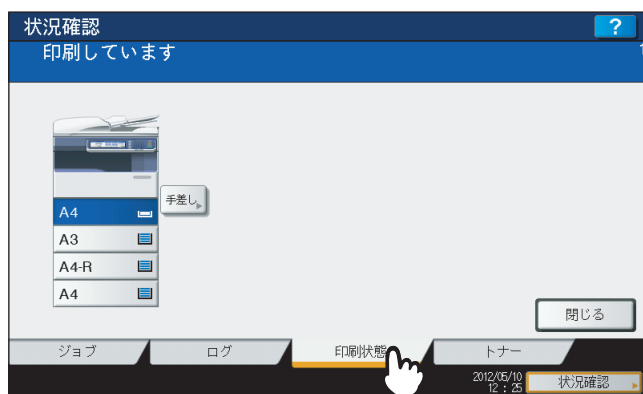 状況確認
?
印刷しています
手差し
A4
A3
A4-R
A4
閉じる
ジョブ
ログ
印刷状態
トナー
2012/05/10
12 : 25
状況確認